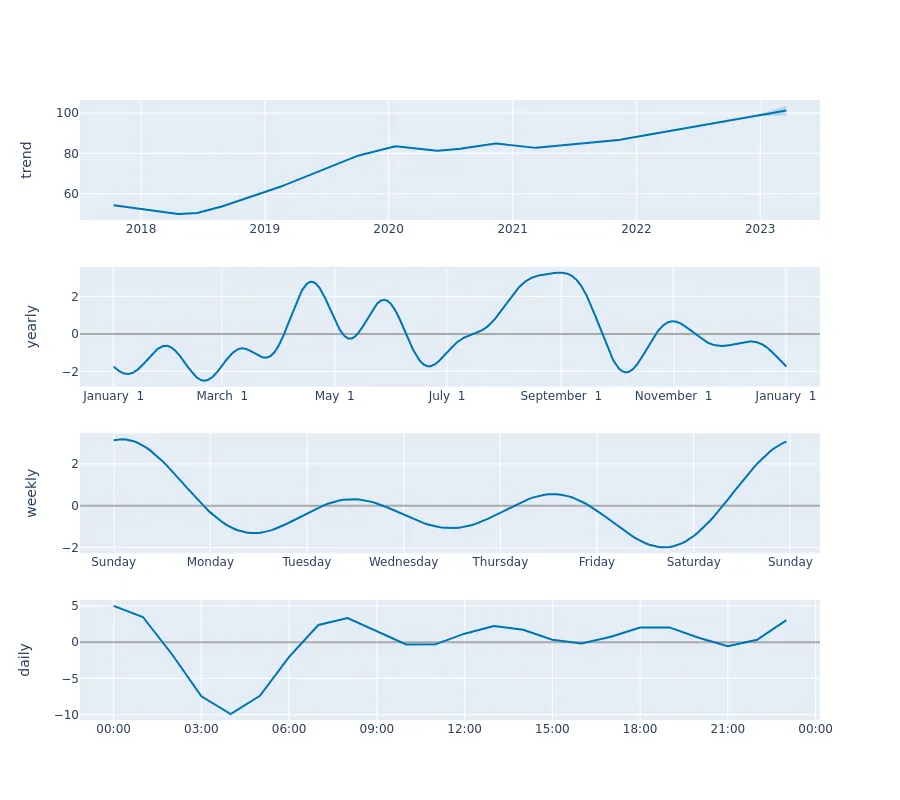 trend
100
80
60
2018 2019 2020 2021 2022 2023
yearly
2
0
−2
January 1 March 1 May 1 July 1 September 1 November 1 January 1
weekly
2
0
−2
Sunday Monday Tuesday Wednesday Thursday Friday Saturday Sunday
daily
5
0
−5
−10
00:00 03:00 06:00 09:00 12:00 15:00 18:00 21:00 00:00